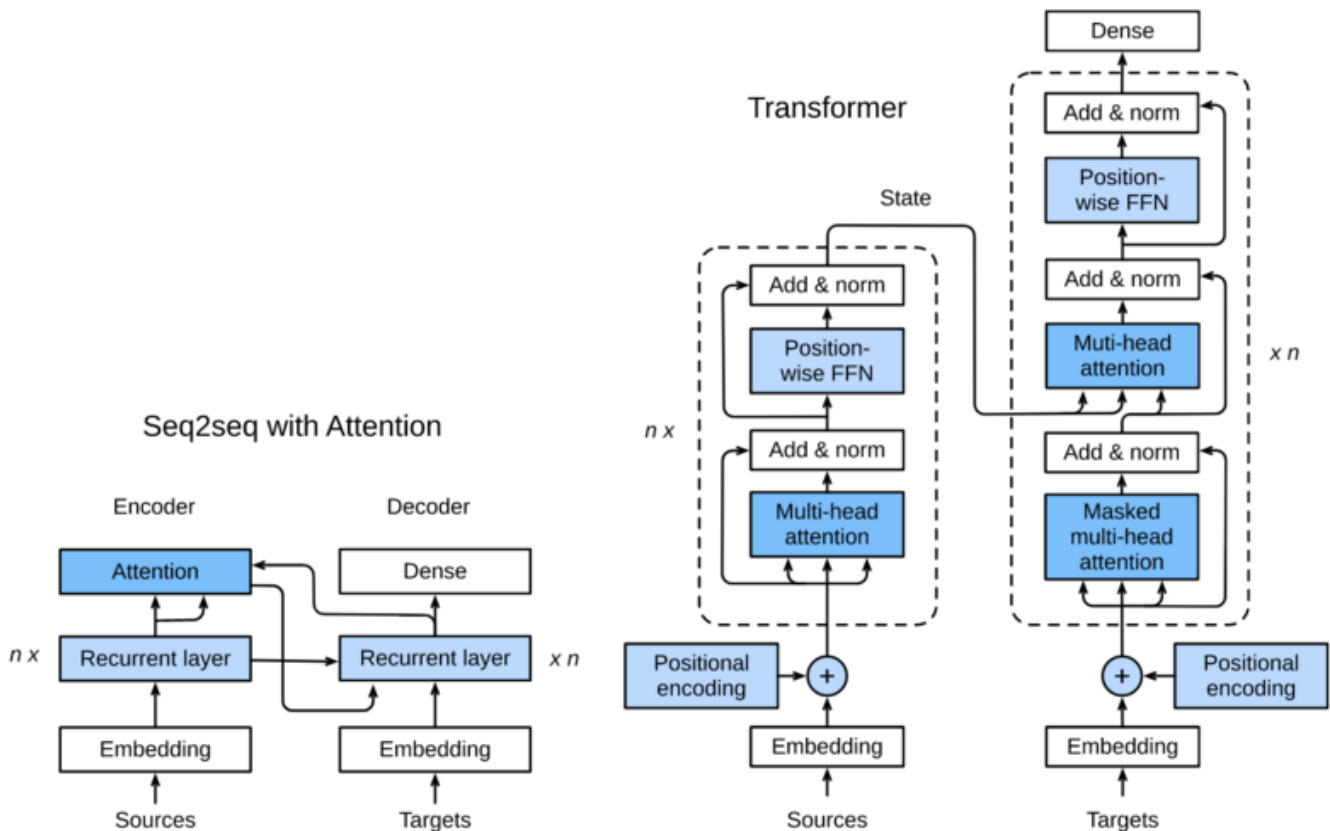 Seq2seq with Attention
Encoder
Decoder
Attention
Dense
n x
Recurrent layer
Recurrent layer
x n
Embedding
Embedding
Sources
Targets
Transformer
Dense
Add & norm
Position-
wise FFN
State
Add & norm
Add & norm
Position-
wise FFN
Muti-head
attention
x n
n x
Add & norm
Add & norm
Multi-head
attention
Masked
multi-head
attention
Positional
encoding
+
+
Positional
encoding
Embedding
Embedding
Sources
Targets